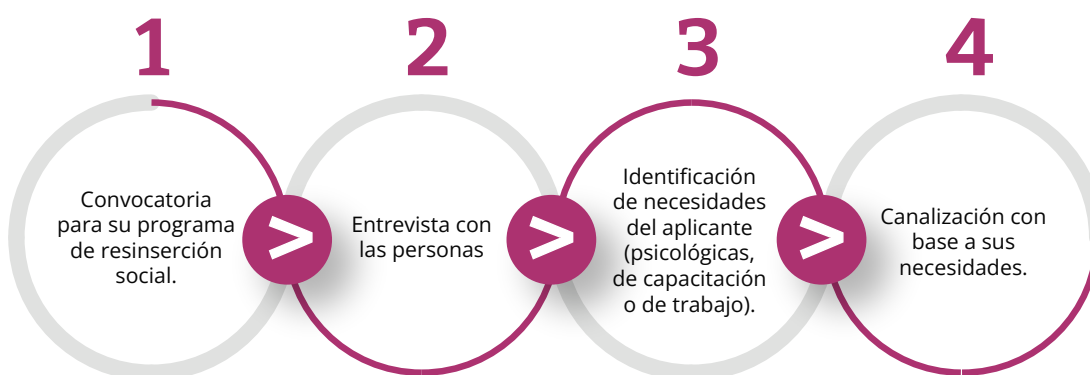 1
Convocatoria
para su programa
de resinserción
social.
>
2
Entrevista con
las personas
>
3
Identificación
de necesidades
del aplicante
(psicológicas,
de capacitación
o de trabajo).
>
4
Canalización con
base a sus
necesidades.